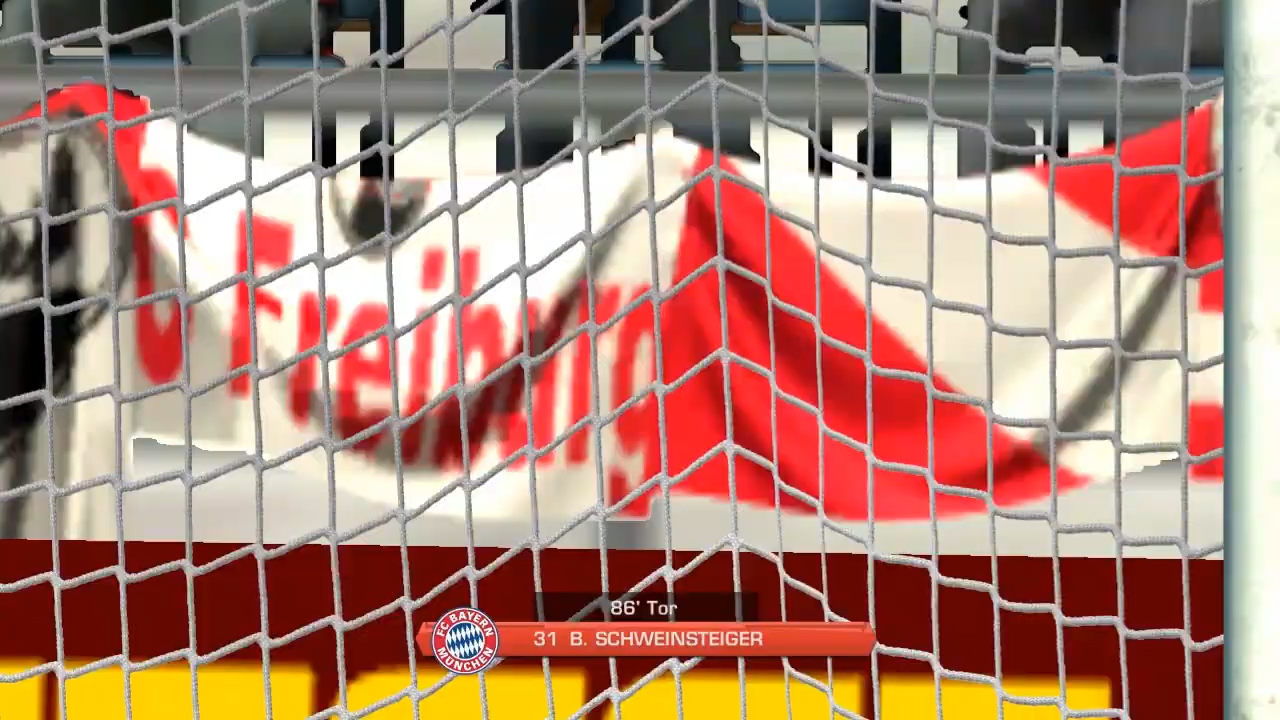 C Freiburg
86' Tor
31 B. SCHWEINSTEIGER
FC BAYERN
MÜNCHEN